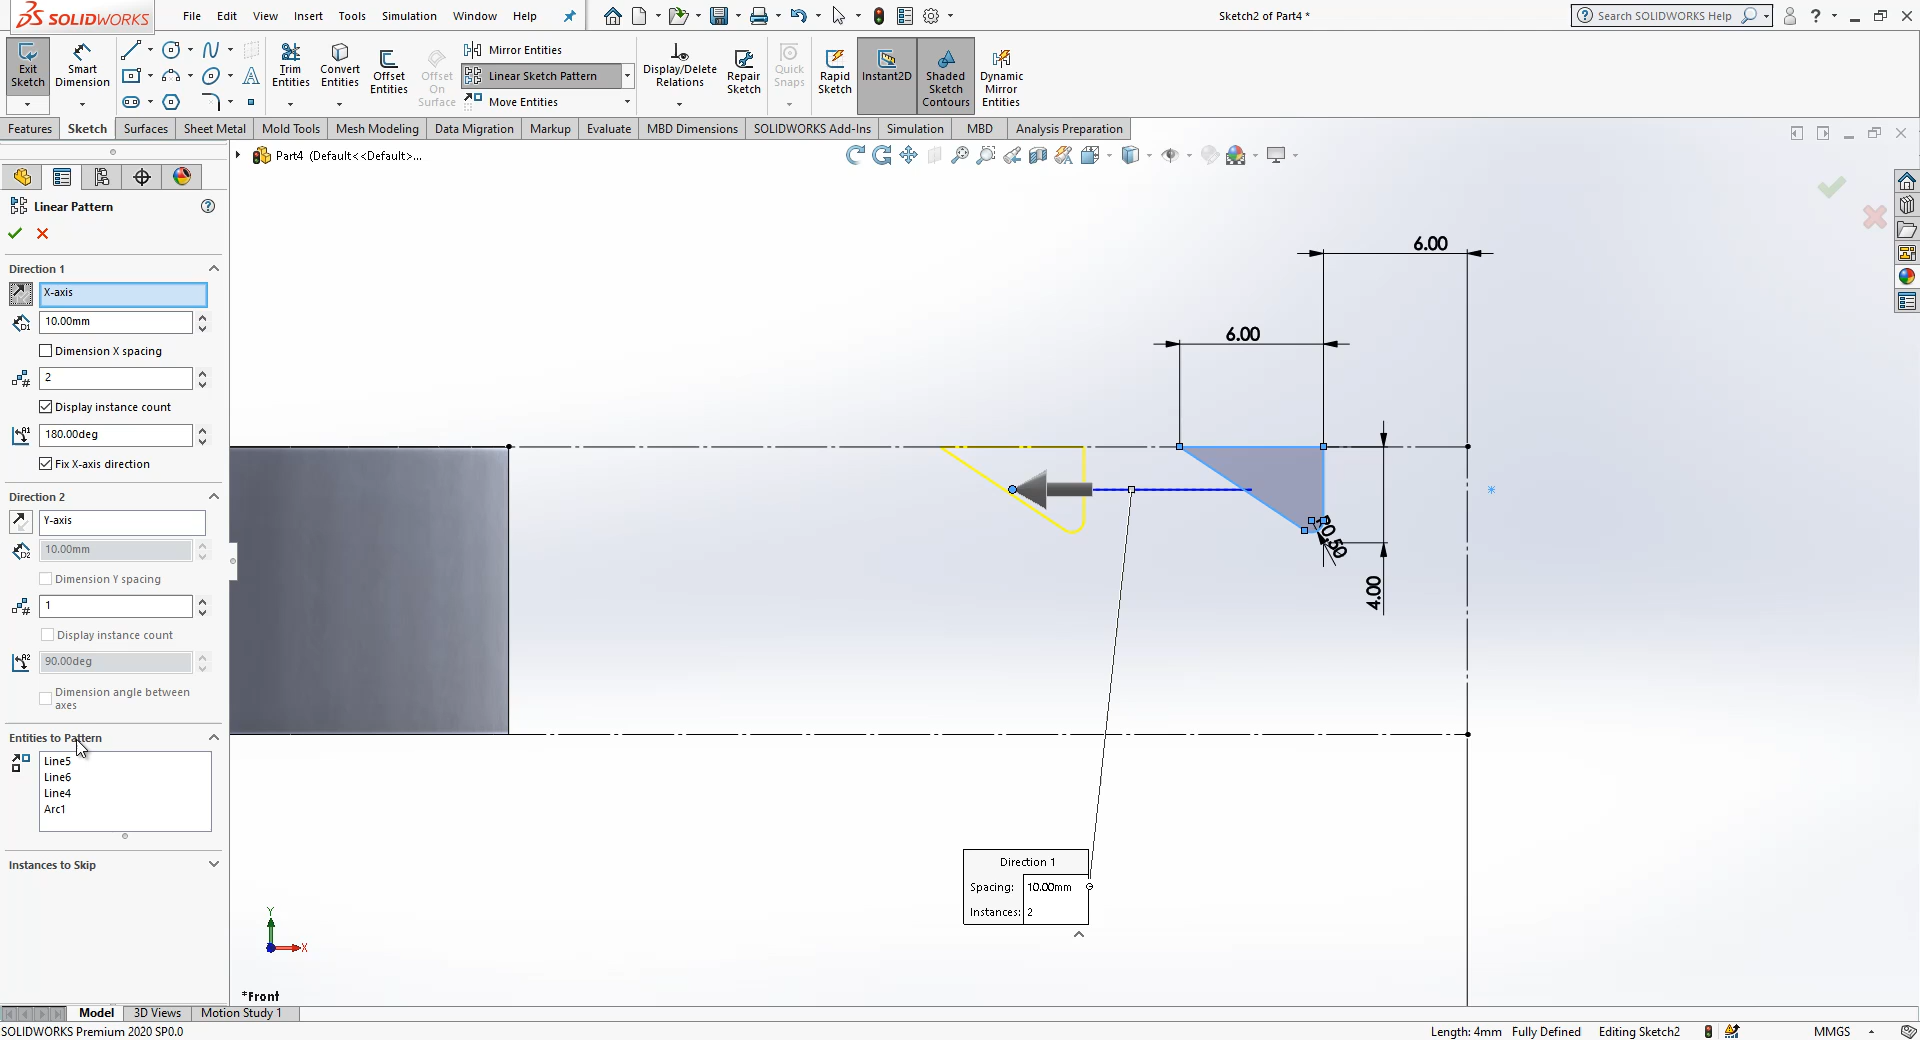 SOLIDWORKS File Edit View Insert Tools Simulation Window Help Sketch2 of Part4 * Search SOLIDWORKS Help
Exit Sketch
Smart Dimension
Trim Entities
Convert Entities
Offset Entities
Offset On Surface
Mirror Entities
Linear Sketch Pattern
Move Entities
Display/Delete Relations
Repair Sketch
Quick Snaps
Rapid Sketch
Instant2D
Shaded Sketch Contours
Dynamic Mirror Entities
Features Sketch Surfaces Sheet Metal Mold Tools Mesh Modeling Data Migration Markup Evaluate MBD Dimensions SOLIDWORKS Add-Ins Simulation MBD Analysis Preparation
Part4 (Default<<Default>...
Linear Pattern
Direction 1
X-axis
D1 10.00mm
Dimension X spacing
# 2
Display instance count
A1 180.00deg
Fix X-axis direction
Direction 2
Y-axis
D2 10.00mm
Dimension Y spacing
# 1
Display instance count
A2 90.00deg
Dimension angle between
axes
Entities to Pattern
Line5
Line6
Line4
Arc1
Instances to Skip
6.00
6.00
R0.50
4.00
Direction 1
Spacing: 10.00mm
Instances: 2
Y
X
*Front
Model 3D Views Motion Study 1
SOLIDWORKS Premium 2020 SP0.0 Length: 4mm Fully Defined Editing Sketch2 MMGS